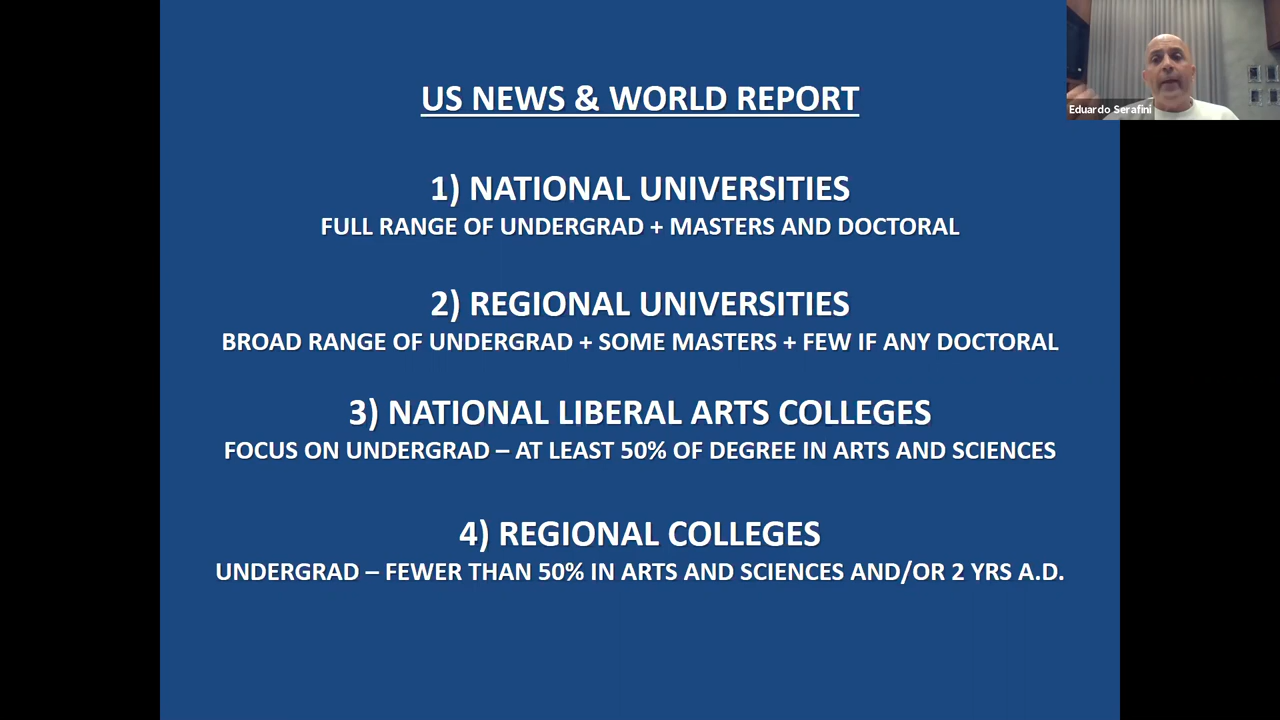 US NEWS & WORLD REPORT
Eduardo Serafini
1) NATIONAL UNIVERSITIES
FULL RANGE OF UNDERGRAD + MASTERS AND DOCTORAL
2) REGIONAL UNIVERSITIES
BROAD RANGE OF UNDERGRAD + SOME MASTERS + FEW IF ANY DOCTORAL
3) NATIONAL LIBERAL ARTS COLLEGES
FOCUS ON UNDERGRAD – AT LEAST 50% OF DEGREE IN ARTS AND SCIENCES
4) REGIONAL COLLEGES
UNDERGRAD – FEWER THAN 50% IN ARTS AND SCIENCES AND/OR 2 YRS A.D.